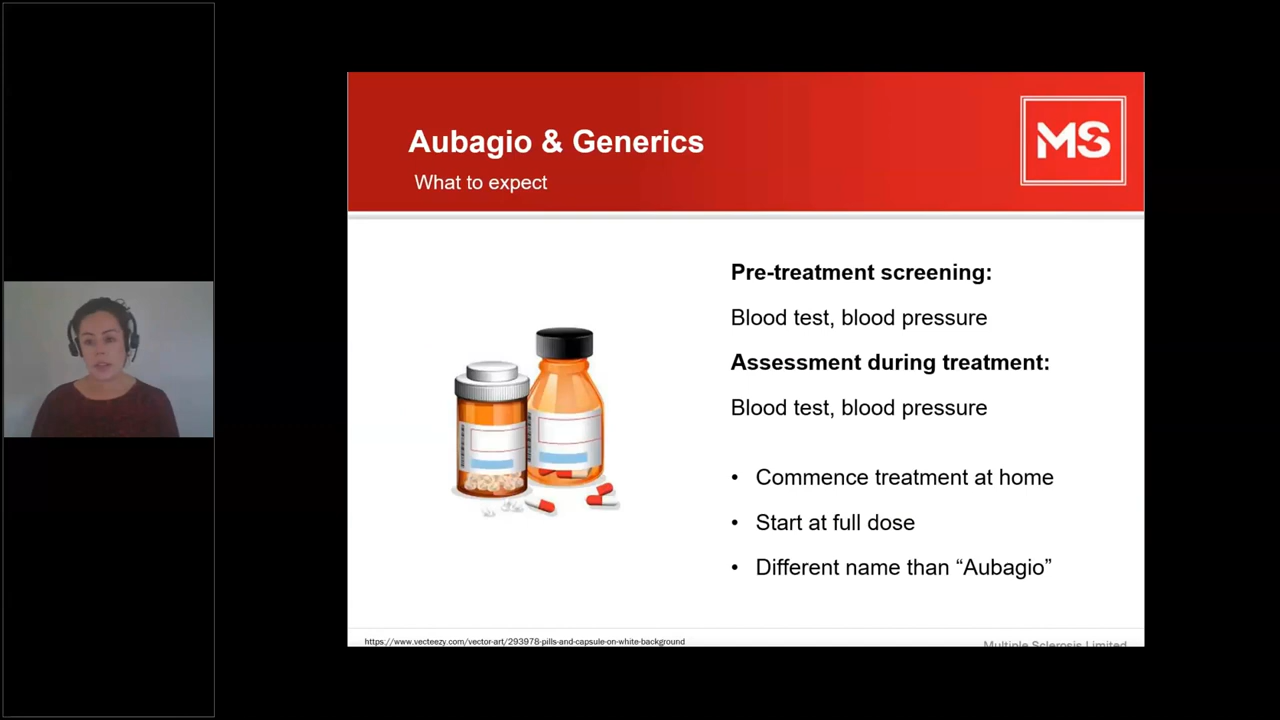 Aubagio & Generics
MS
What to expect
Pre-treatment screening:
Blood test, blood pressure
Assessment during treatment:
Blood test, blood pressure
• Commence treatment at home
• Start at full dose
• Different name than “Aubagio”
https://www.vecteezy.com/vector-art/293978-pills-and-capsule-on-white-background
Multiple Sclerosis Limited